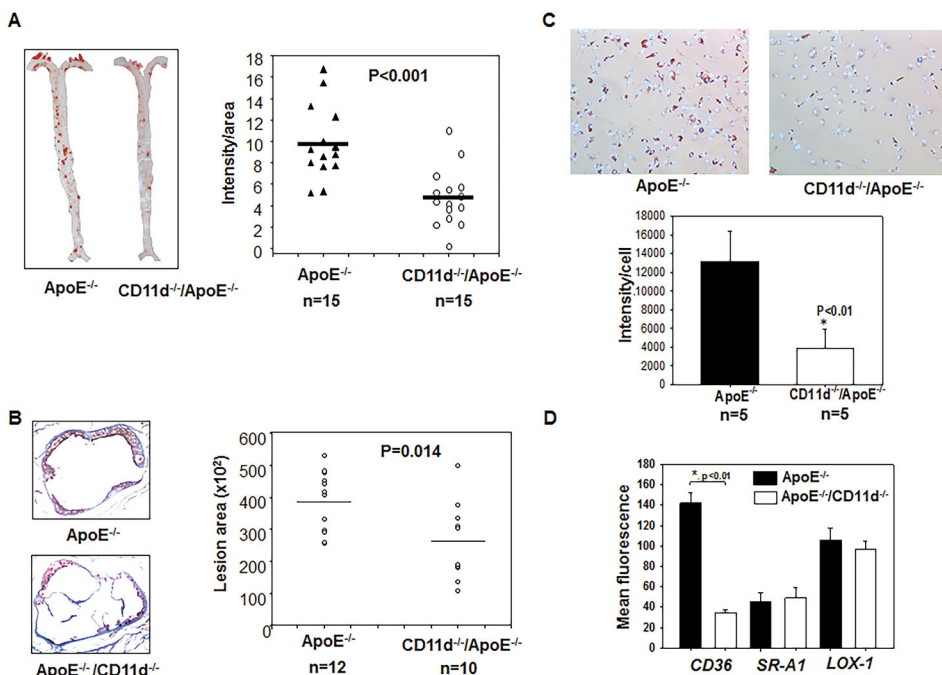 A
18
16
14
12
10
8
6
4
2
0
Intensity/area
P<0.001
ApoE-/-
CD11d-/-/ApoE-/-
ApoE-/-
CD11d-/-/ApoE-/-
n=15
n=15
B
ApoE-/-
ApoE-/-/CD11d-/-
600
500
400
300
200
100
0
Lesion area (x10²)
P=0.014
ApoE-/-
CD11d-/-/ApoE-/-
n=12
n=10
C
ApoE-/-
CD11d-/-/ApoE-/-
18000
16000
14000
12.000
10000
8000
6000
4000
2000
0
Intensity/cell
P<0.01
*
ApoE-/-
CD11d-/-/ApoE-/-
n=5
n=5
D
180
160
140
120
100
80
60
40
20
0
Mean fluorescence
*. p<0.01
ApoE-/-
ApoE-/-/CD11d-/-
CD36
SR-A1
LOX-1